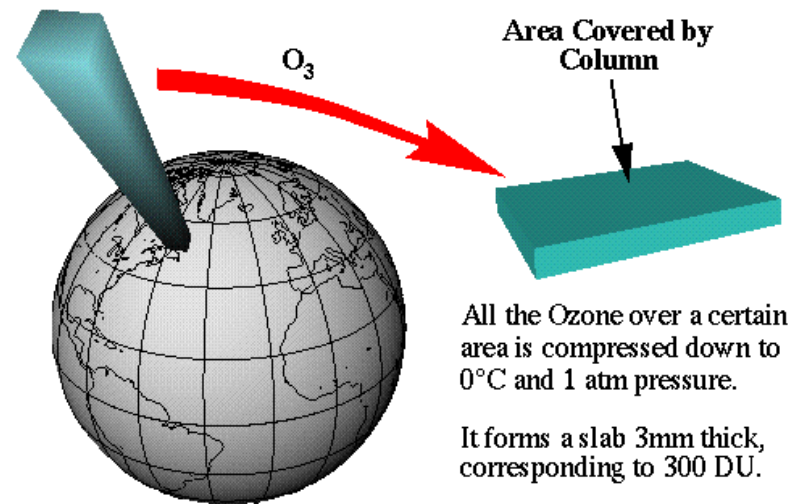 O₃
Area Covered by
Column
All the Ozone over a certain
area is compressed down to
0°C and 1 atm pressure.
It forms a slab 3mm thick,
corresponding to 300 DU.